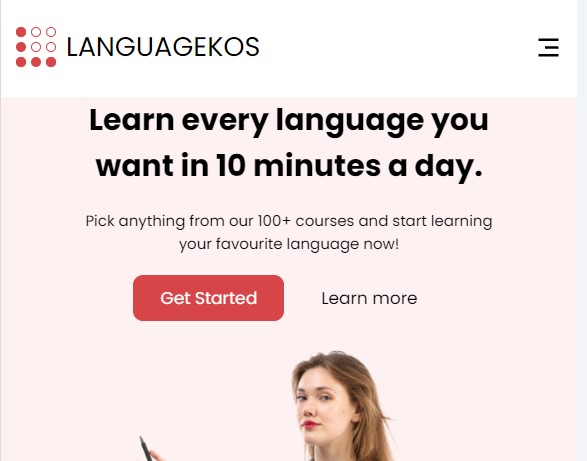 LANGUAGEKOS
Learn every language you
want in 10 minutes a day.
Pick anything from our 100+ courses and start learning
your favourite language now!
Get Started Learn more